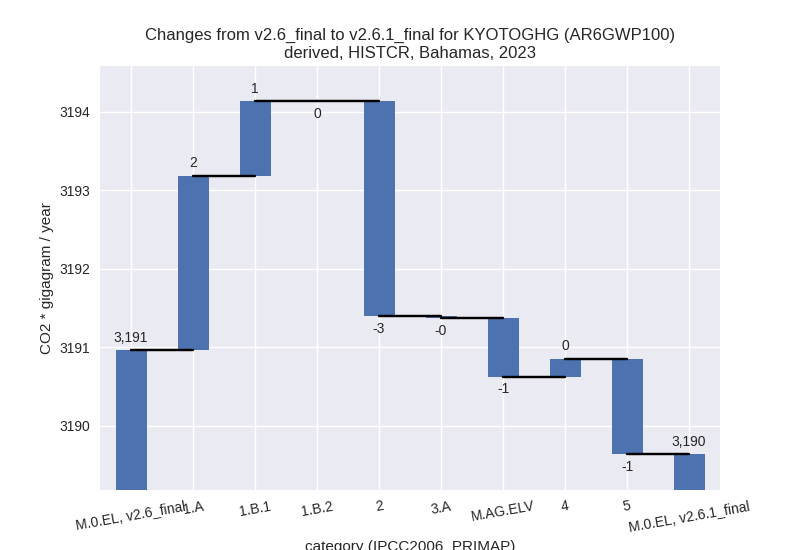 Changes from v2.6_final to v2.6.1_final for KYOTOGHG (AR6GWP100)
derived, HISTCR, Bahamas, 2023
CO2 * gigagram / year
3194
3193
3192
3191
3190
3,191
2
1
0
-3
-0
-1
0
-1
3,190
M.0.EL, v2.6_final
1.A
1.B.1
1.B.2
2
3.A
M.AG.ELV
4
5
M.0.EL, v2.6.1_final
category (IPCC2006_PRIMAP)